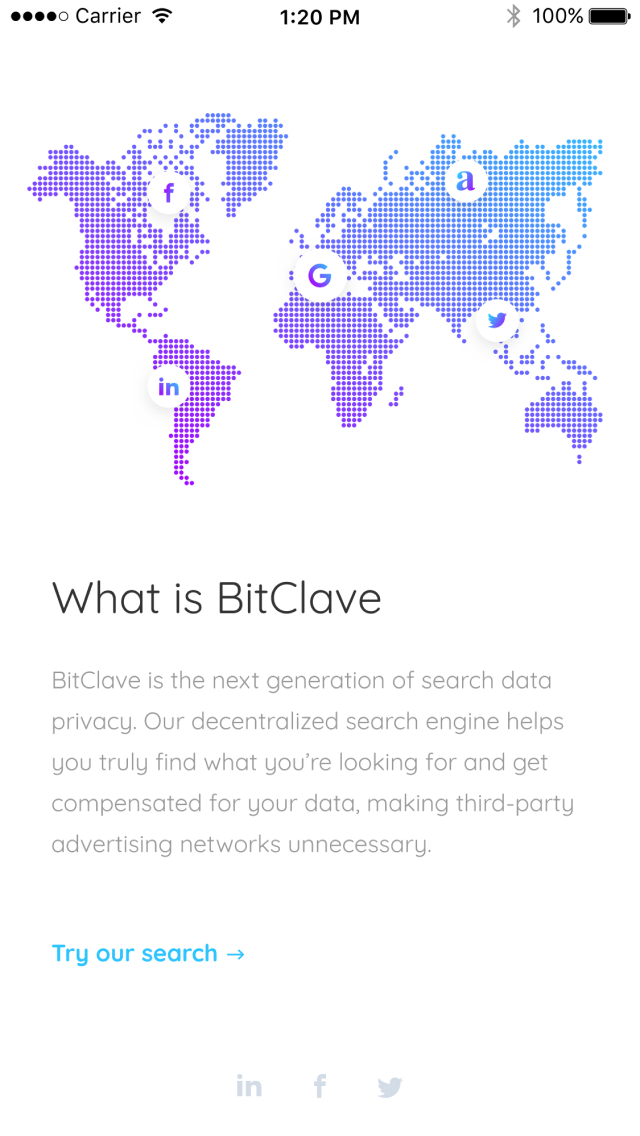 Carrier 1:20 PM 100%
f
a
G
in
What is BitClave
BitClave is the next generation of search data
privacy. Our decentralized search engine helps
you truly find what you’re looking for and get
compensated for your data, making third-party
advertising networks unnecessary.
Try our search →
in f